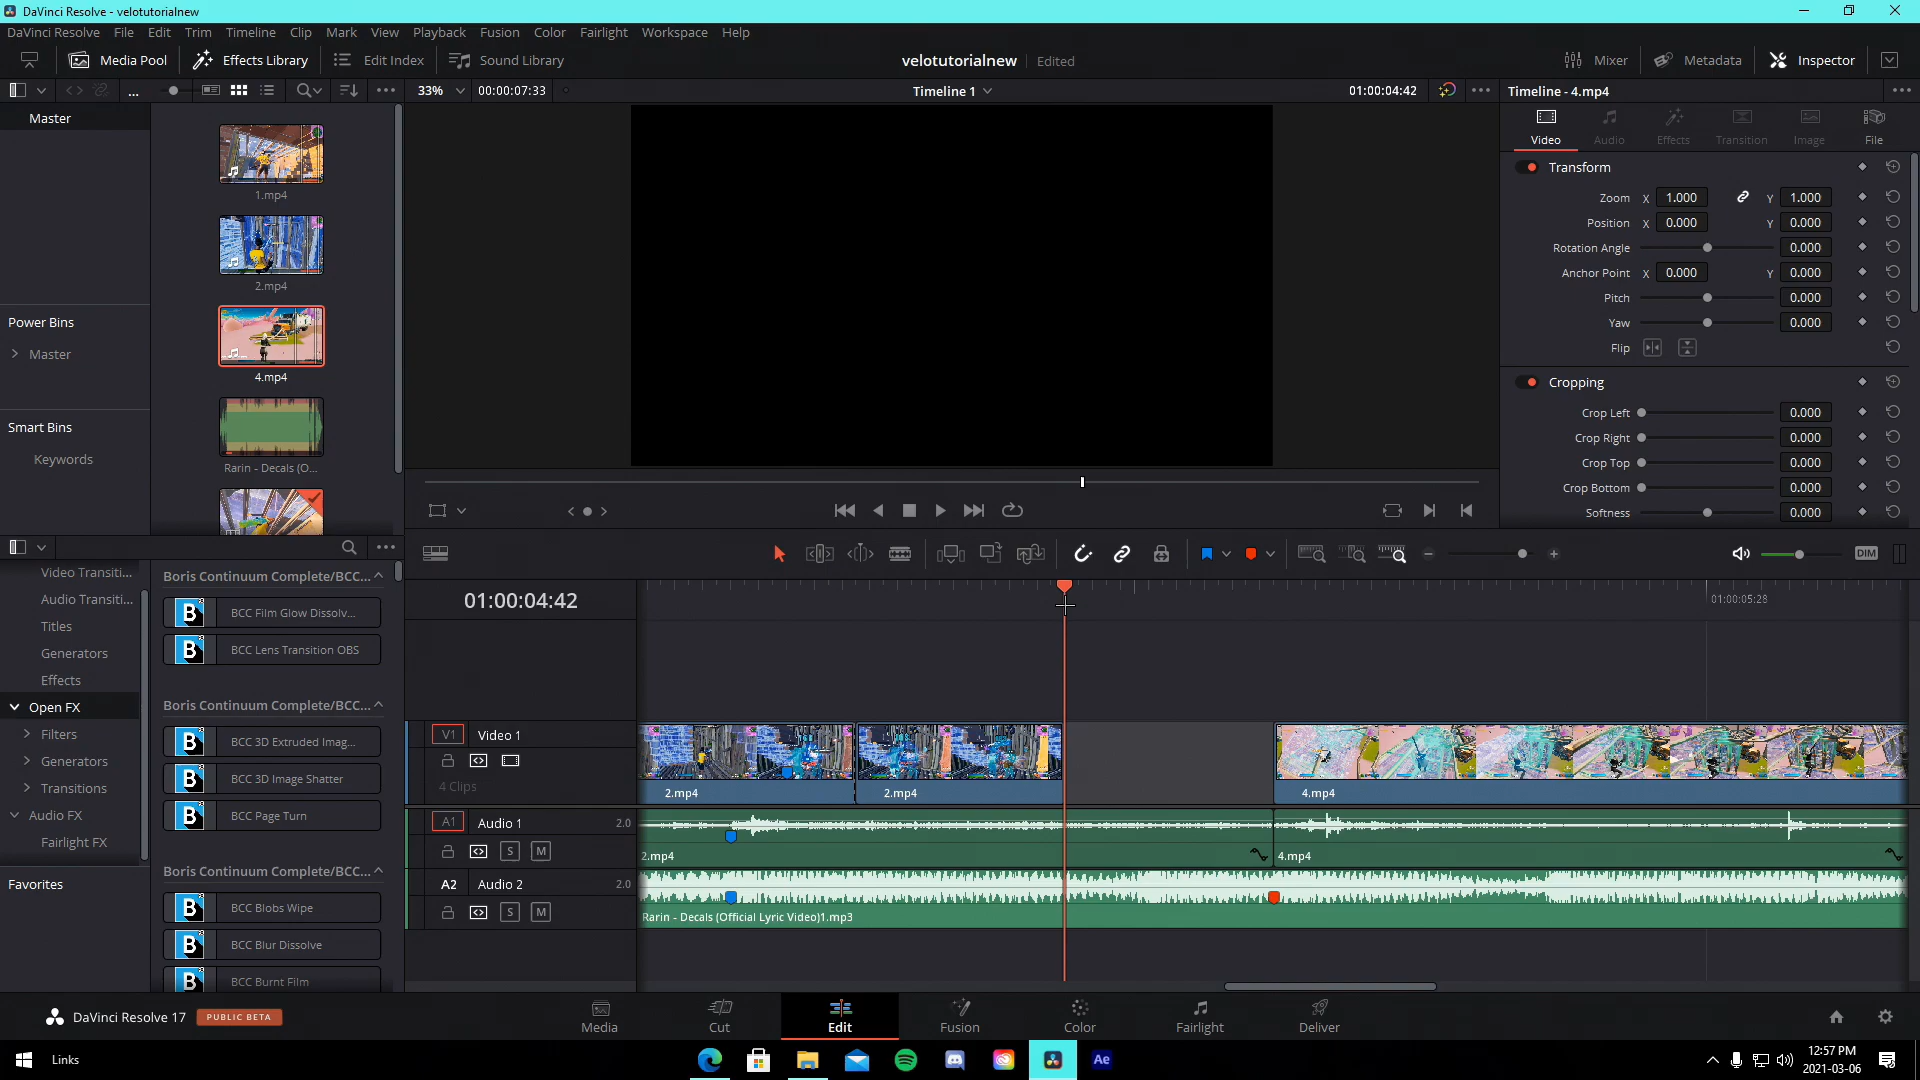 DaVinci Resolve - velotutorialnew
DaVinci Resolve File Edit Trim Timeline Clip Mark View Playback Fusion Color Fairlight Workspace Help
Media Pool Effects Library Edit Index Sound Library velotutorialnew Edited Mixer Metadata Inspector
... 33% 00:00:07:33 Timeline 1 01:00:04:42 Timeline - 4.mp4
Master
1.mp4
2.mp4
4.mp4
Rarin - Decals (O...
Power Bins
Master
Smart Bins
Keywords
Video Audio Effects Transition Image File
Transform
Zoom X 1.000 Y 1.000
Position X 0.000 Y 0.000
Rotation Angle 0.000
Anchor Point X 0.000 Y 0.000
Pitch 0.000
Yaw 0.000
Flip
Cropping
Crop Left 0.000
Crop Right 0.000
Crop Top 0.000
Crop Bottom 0.000
Softness 0.000
DIM
Video Transiti...
Audio Transiti...
Titles
Generators
Effects
Open FX
Filters
Generators
Transitions
Audio FX
Fairlight FX
Favorites
Boris Continuum Complete/BCC...
B BCC Film Glow Dissolv...
B BCC Lens Transition OBS
Boris Continuum Complete/BCC...
B BCC 3D Extruded Imag...
B BCC 3D Image Shatter
B BCC Page Turn
Boris Continuum Complete/BCC...
B BCC Blobs Wipe
B BCC Blur Dissolve
B BCC Burnt Film
01:00:04:42
01:00:05:28
V1 Video 1
4 Clips
2.mp4 2.mp4 4.mp4
A1 Audio 1 2.0
S M
2.mp4 4.mp4
A2 Audio 2 2.0
S M
Rarin - Decals (Official Lyric Video)1.mp3
DaVinci Resolve 17 PUBLIC BETA
Media Cut Edit Fusion Color Fairlight Deliver
Links
Ae
12:57 PM
2021-03-06